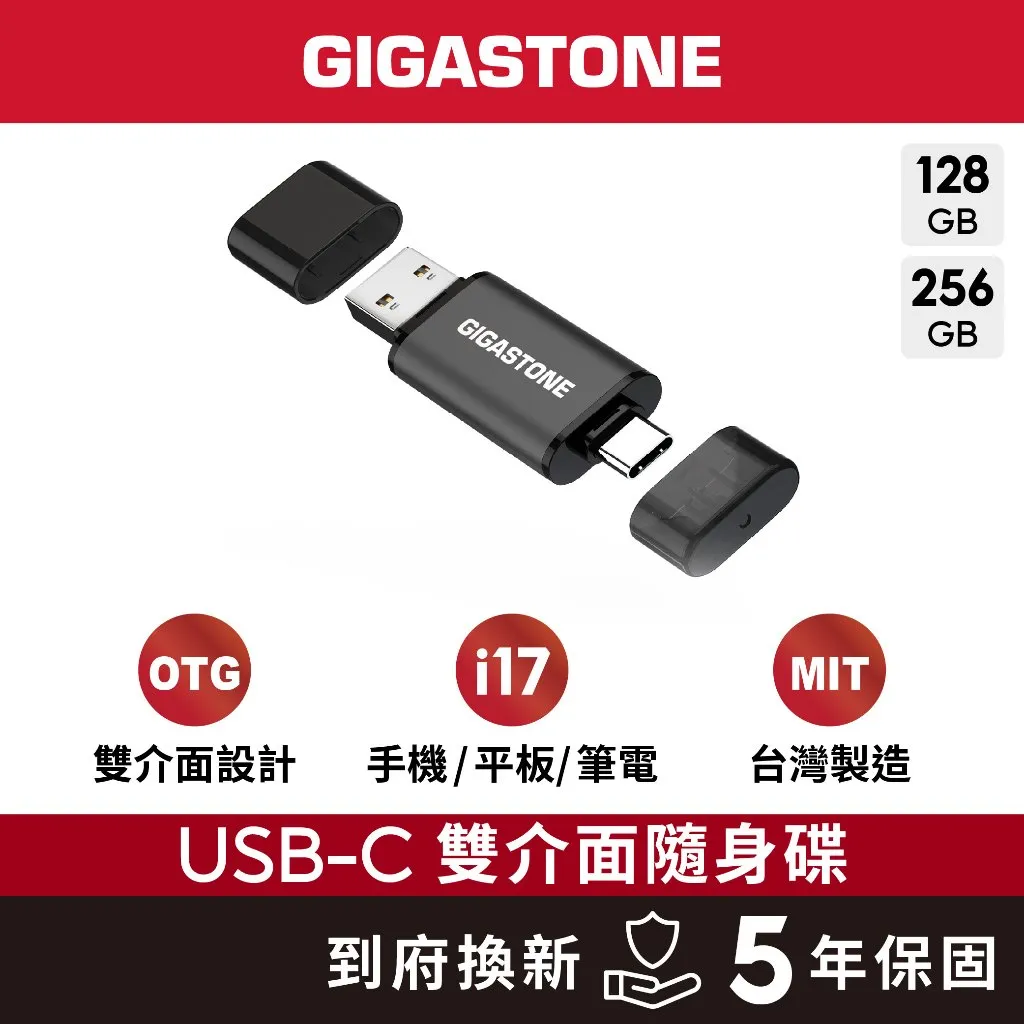 GIGASTONE
128
GB
256
GB
GIGASTONE
OTG
雙介面設計
i17
手機/平板/筆電
MIT
台灣製造
USB-C 雙介面隨身碟
到府換新 5年保固